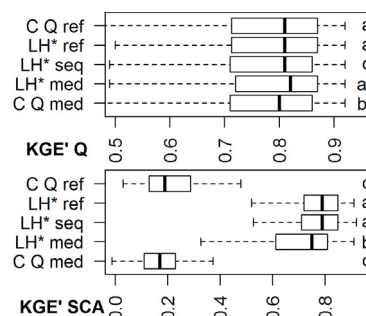 C Q ref a
LH* ref a
LH* seq c
LH* med a
C Q med b
KGE' Q 0.5 0.6 0.7 0.8 0.9
C Q ref
LH* ref a
LH* seq a
LH* med b
C Q med
KGE' SCA 0.0 0.2 0.4 0.6 0.8